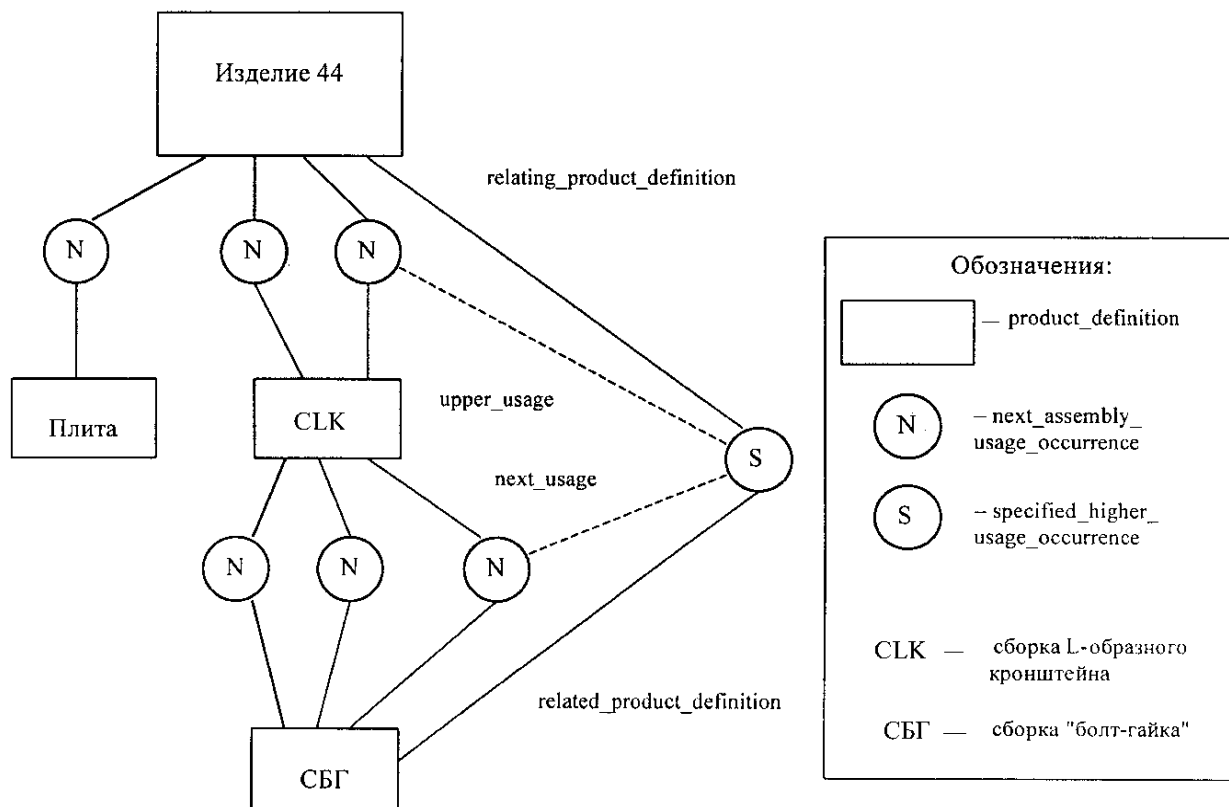 Изделие 44
relating_product_definition
N
N
N
Плита
CLK
upper_usage
next_usage
S
N
N
N
related_product_definition
СБГ
Обозначения:
— product_definition
N
– next_assembly_
usage_occurrence
S
– specified_higher_
usage_occurrence
CLK — сборка L-образного
кронштейна
СБГ — сборка "болт-гайка"